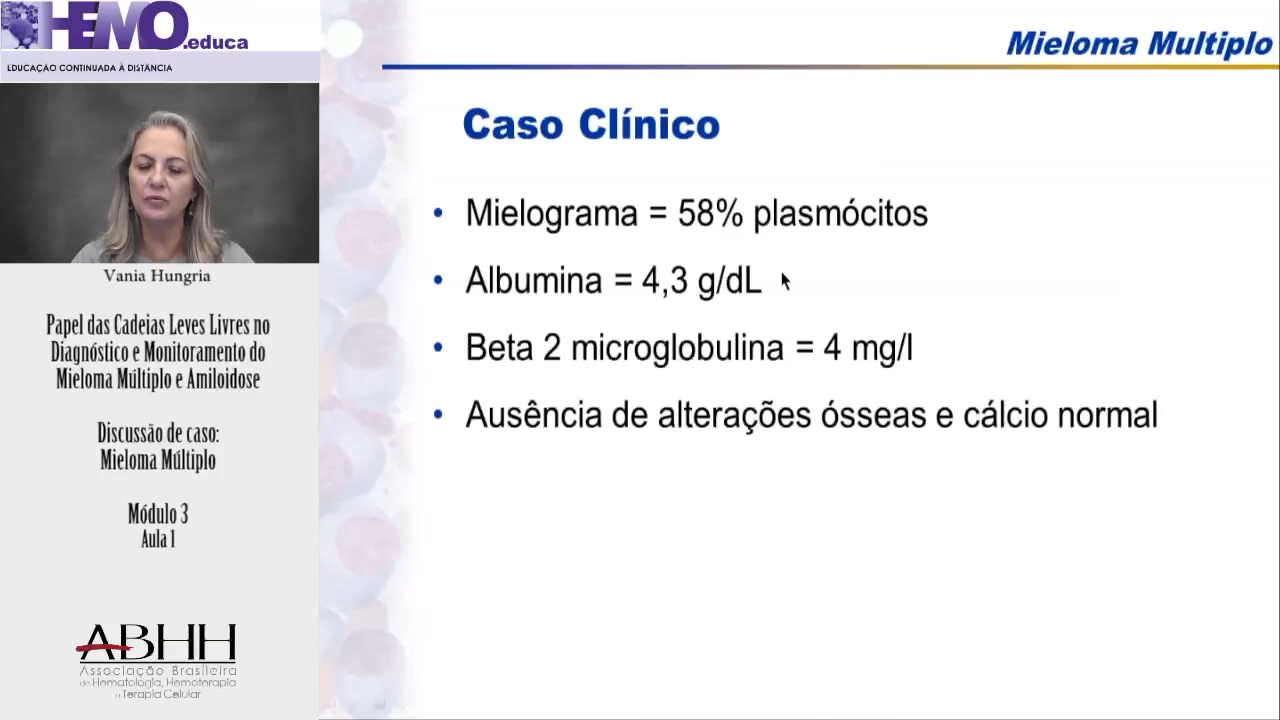 HEMO.educa
EDUCAÇÃO CONTINUADA À DISTÂNCIA
Vania Hungria
Papel das Cadeias Leves Livres no
Diagnóstico e Monitoramento do
Mieloma Múltiplo e Amiloidose
Discussão de caso:
Mieloma Múltiplo
Módulo 3
Aula 1
ABHH
Associação Brasileira
de Hematologia, Hemoterapia
e Terapia Celular
Mieloma Multiplo
Caso Clínico
• Mielograma = 58% plasmócitos
• Albumina = 4,3 g/dL
• Beta 2 microglobulina = 4 mg/l
• Ausência de alterações ósseas e cálcio normal